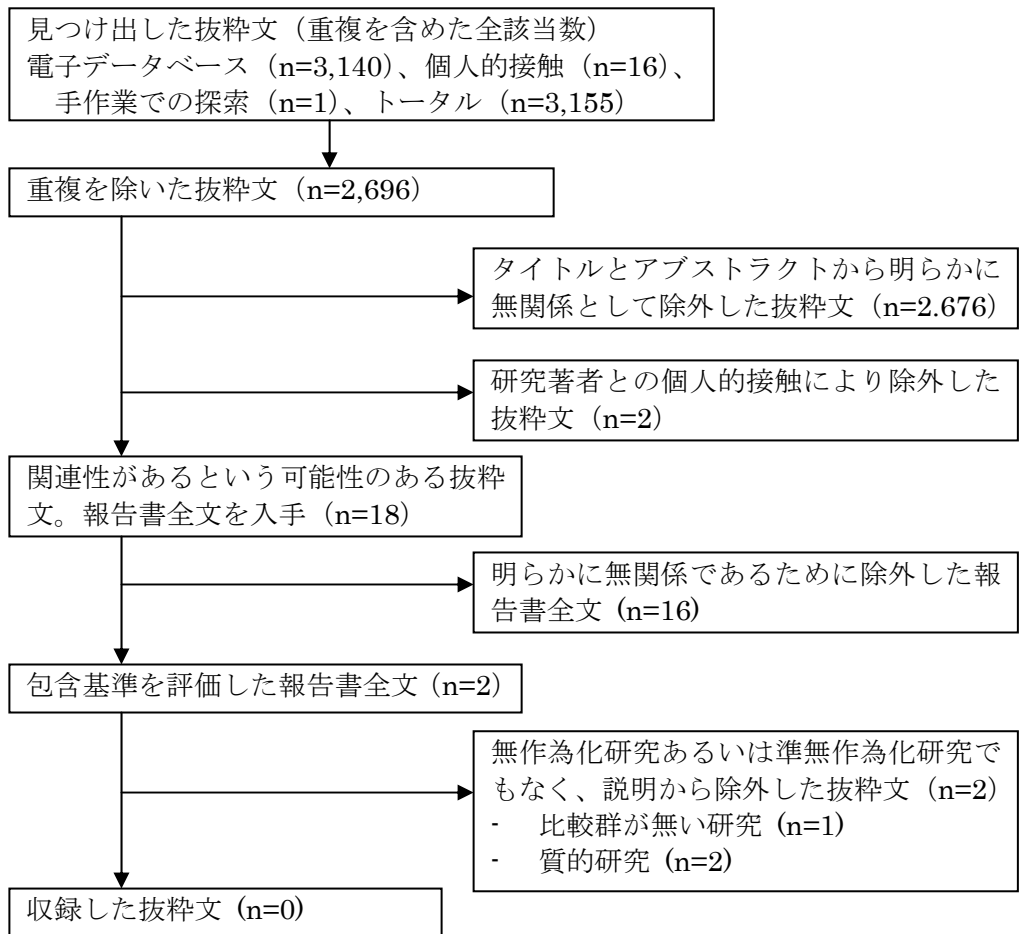 見つけ出した抜粋文（重複を含めた全該当数）
電子データベース（n=3,140）、個人的接触（n=16）、
手作業での探索（n=1）、トータル（n=3,155）
重複を除いた抜粋文（n=2,696）
タイトルとアブストラクトから明らかに
無関係として除外した抜粋文（n=2.676）
研究著者との個人的接触により除外した
抜粋文（n=2）
関連性があるという可能性のある抜粋
文。報告書全文を入手（n=18）
明らかに無関係であるために除外した報
告書全文 (n=16)
包含基準を評価した報告書全文（n=2）
無作為化研究あるいは準無作為化研究で
もなく、説明から除外した抜粋文（n=2）
- 比較群が無い研究 (n=1)
- 質的研究 (n=2)
収録した抜粋文 (n=0)